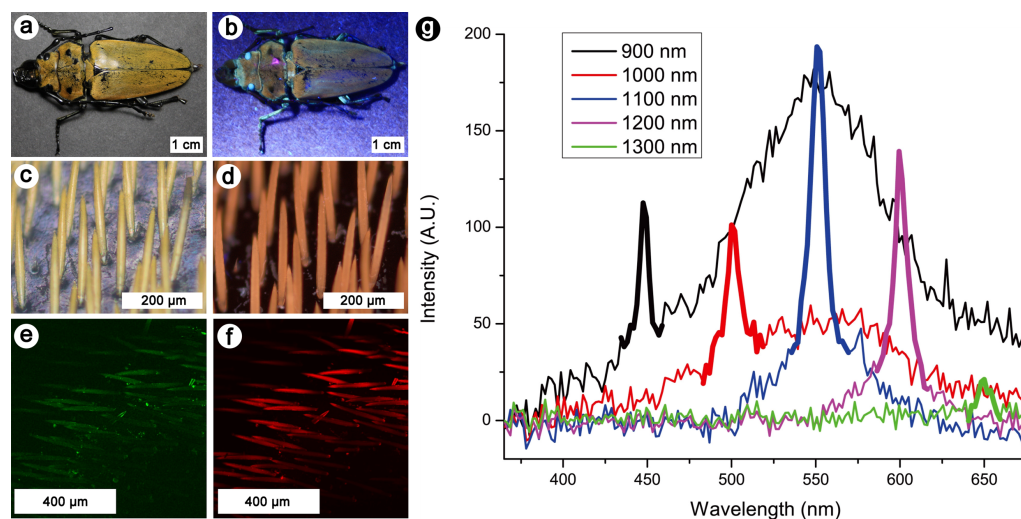 a
b
1 cm
1 cm
c
d
200 µm
200 µm
e
f
400 µm
400 µm
g
200
150
100
50
0
Intensity (A.U.)
900 nm
1000 nm
1100 nm
1200 nm
1300 nm
400
450
500
550
600
650
Wavelength (nm)